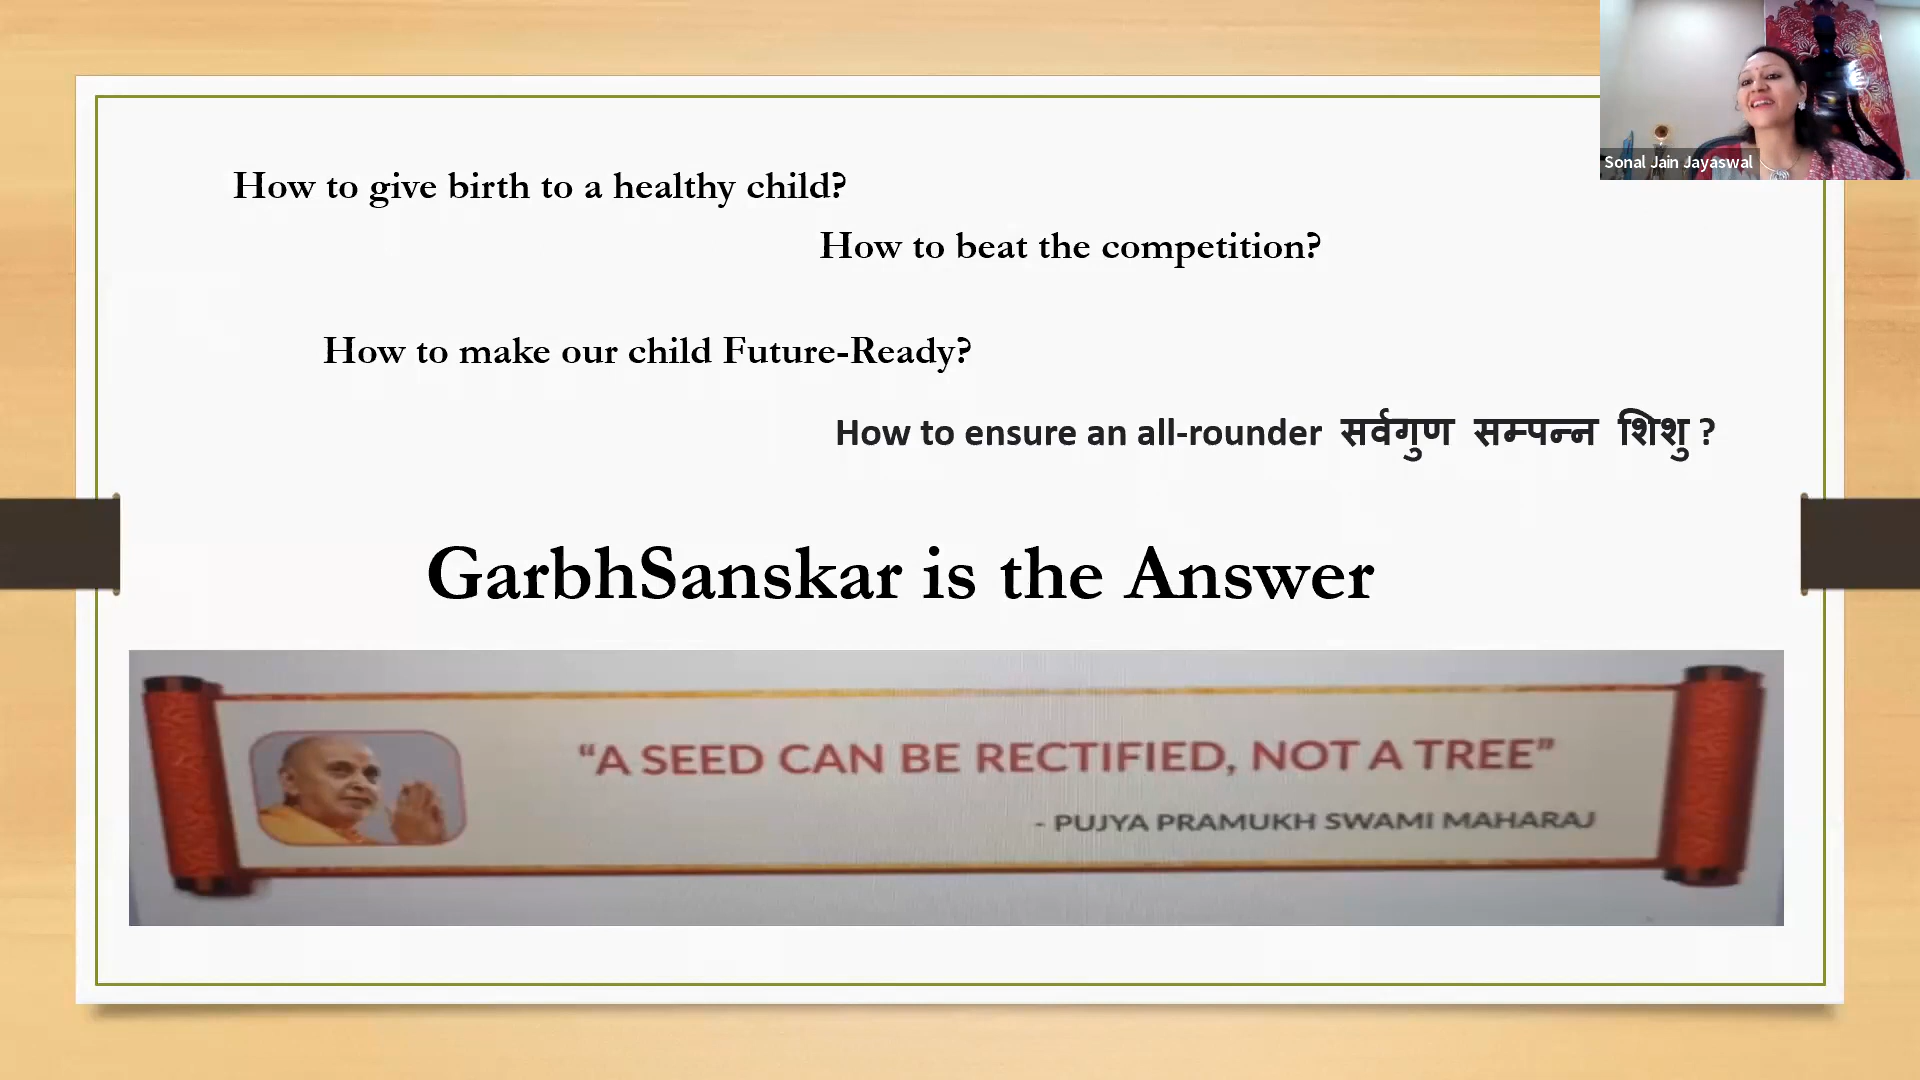 Sonal Jain Jayaswal
How to give birth to a healthy child?
How to beat the competition?
How to make our child Future-Ready?
How to ensure an all-rounder सर्वगुण सम्पन्न शिशु ?
GarbhSanskar is the Answer
“A SEED CAN BE RECTIFIED, NOT A TREE”
- PUJYA PRAMUKH SWAMI MAHARAJ